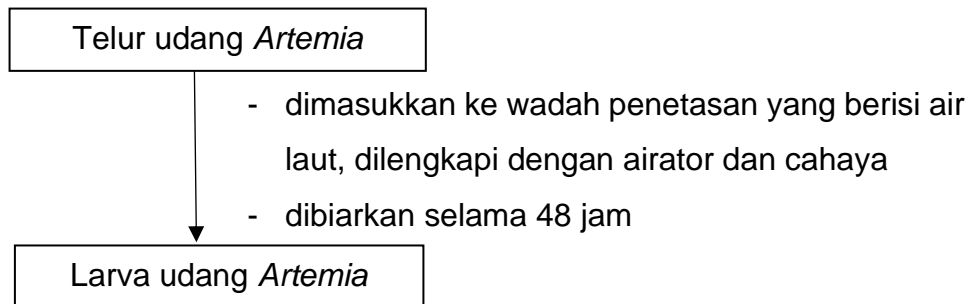 Telur udang Artemia
- dimasukkan ke wadah penetasan yang berisi air
laut, dilengkapi dengan airator dan cahaya
- dibiarkan selama 48 jam
Larva udang Artemia